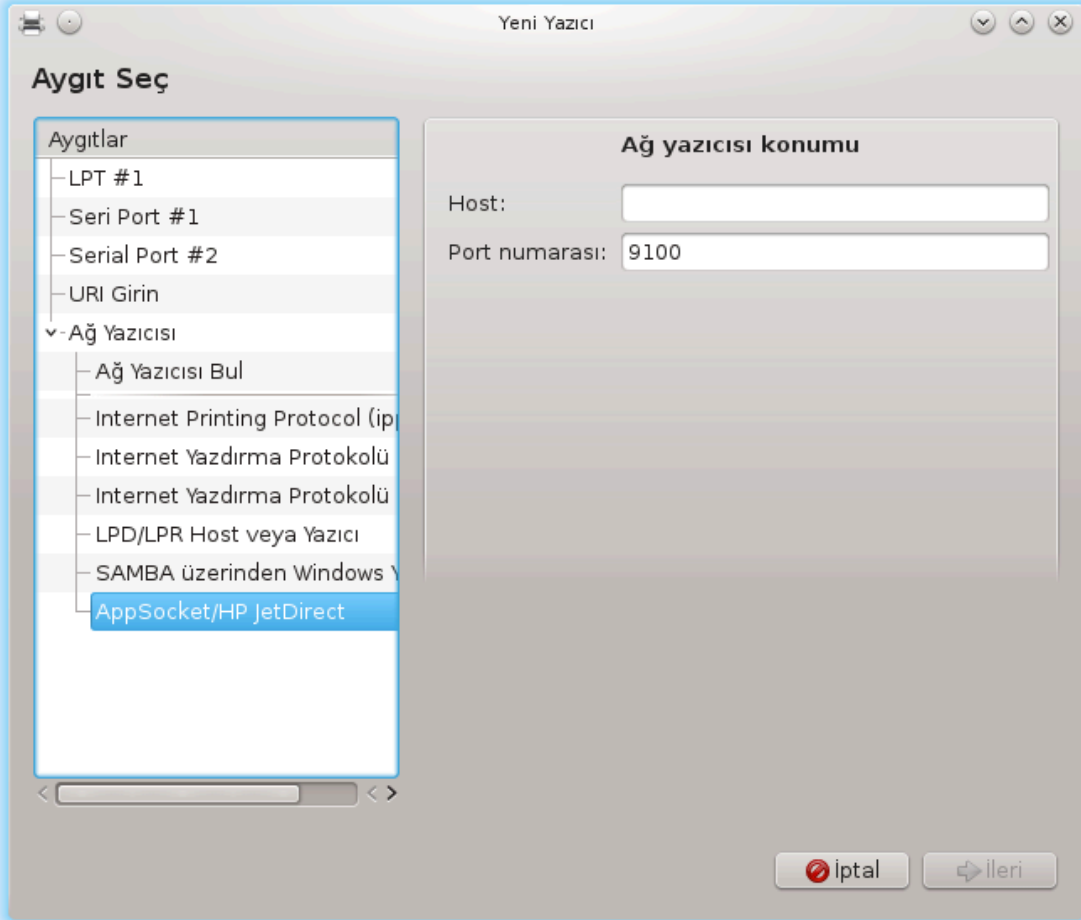 Yeni Yazıcı
Aygıt Seç
Aygıtlar
LPT #1
Seri Port #1
Serial Port #2
URI Girin
Ağ Yazıcısı
Ağ Yazıcısı Bul
Internet Printing Protocol (ipp
Internet Yazdırma Protokolü
Internet Yazdırma Protokolü
LPD/LPR Host veya Yazıcı
SAMBA üzerinden Windows Y
AppSocket/HP JetDirect
Ağ yazıcısı konumu
Host:
Port numarası: 9100
İptal
İleri